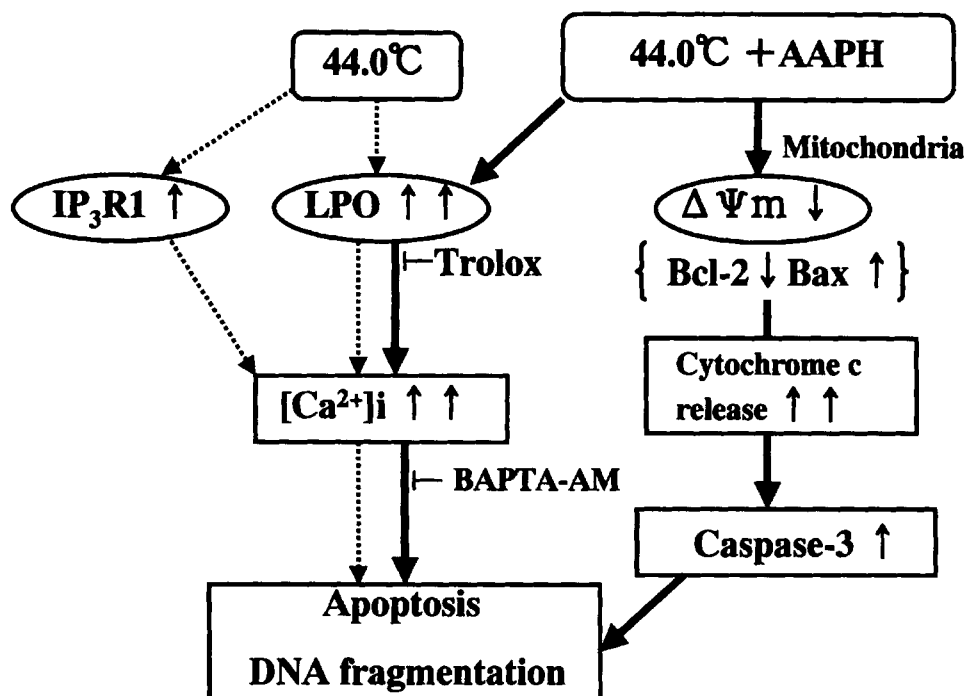 44.0℃
44.0℃ +AAPH
Mitochondria
IP₃R1 ↑
LPO ↑ ↑
ΔΨm ↓
Trolox
{ Bcl-2 ↓ Bax ↑ }
Cytochrome c
release ↑ ↑
[Ca²⁺]i ↑ ↑
BAPTA-AM
Caspase-3 ↑
Apoptosis
DNA fragmentation